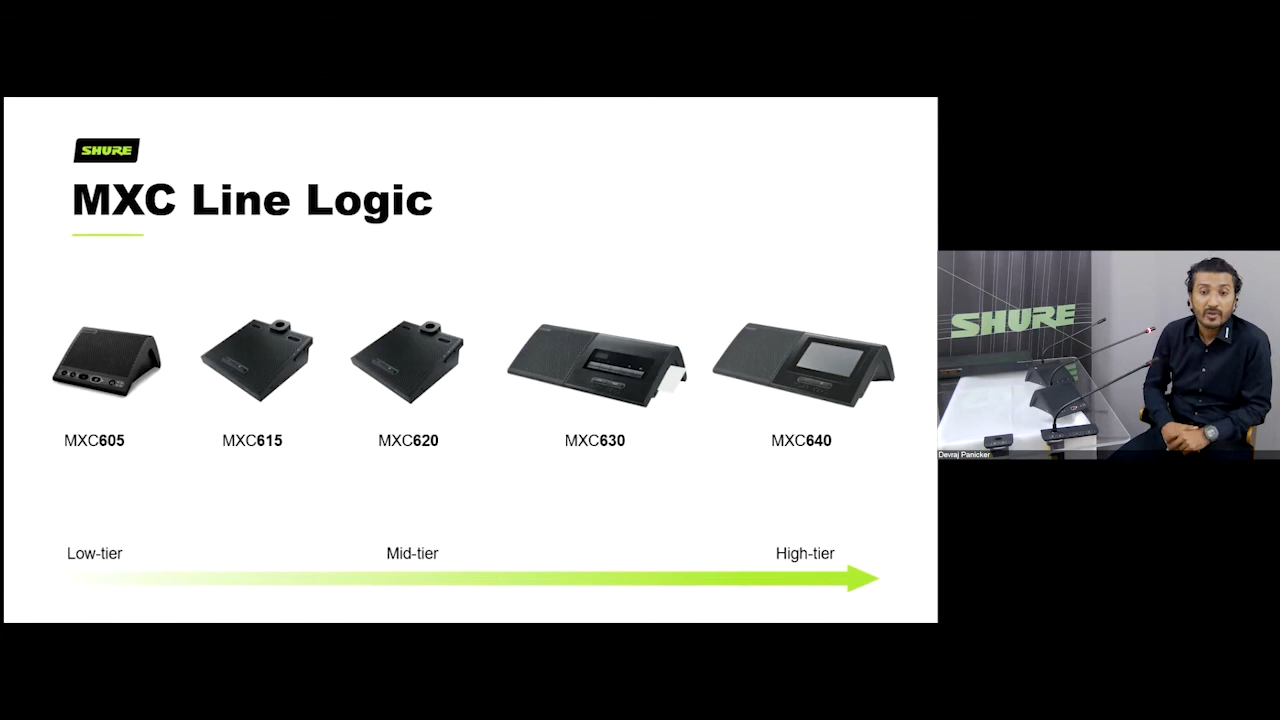 SHURE
MXC Line Logic
MXC605
MXC615
MXC620
MXC630
MXC640
Low-tier
Mid-tier
High-tier
SHURE
Devraj Panicker